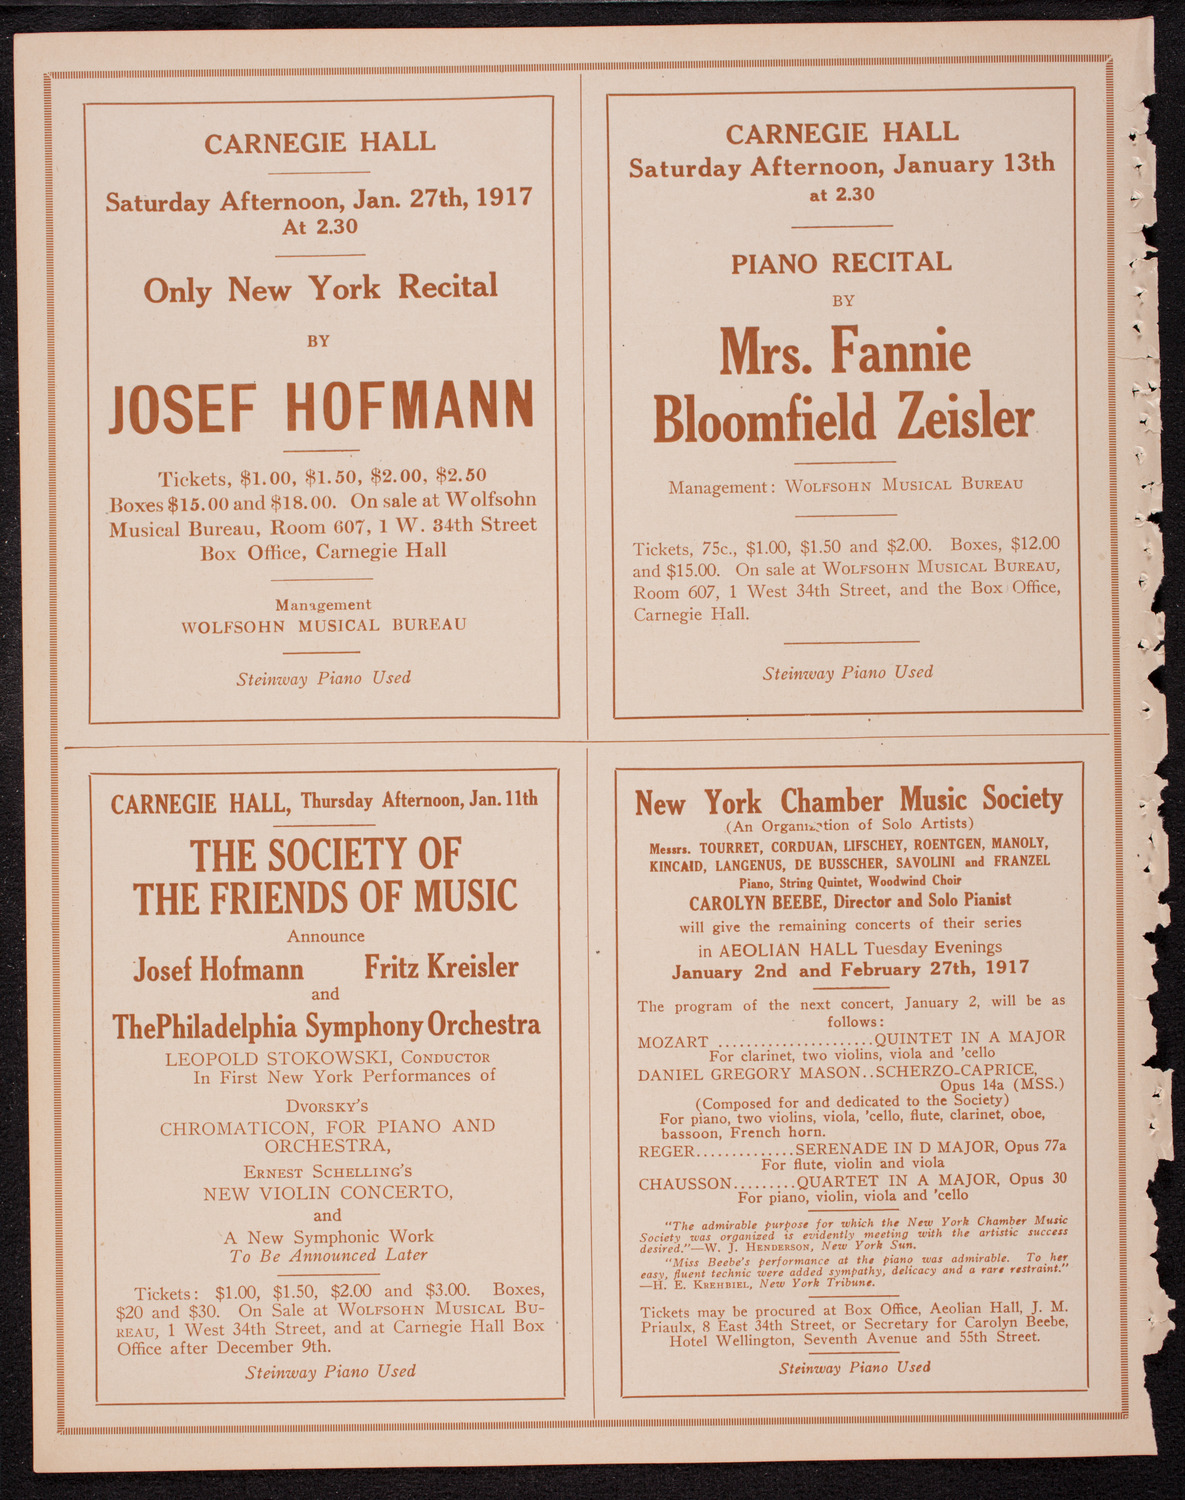 CARNEGIE HALL
Saturday Afternoon, Jan. 27th, 1917
At 2.30
Only New York Recital
BY
JOSEF HOFMANN
Tickets, $1.00, $1.50, $2.00, $2.50
Boxes $15.00 and $18.00. On sale at Wolfsohn
Musical Bureau, Room 607, 1 W. 34th Street
Box Office, Carnegie Hall
Management
WOLFSOHN MUSICAL BUREAU
Steinway Piano Used
CARNEGIE HALL
Saturday Afternoon, January 13th
at 2.30
PIANO RECITAL
BY
Mrs. Fannie
Bloomfield Zeisler
Management: WOLFSOHN MUSICAL BUREAU
Tickets, 75c., $1.00, $1.50 and $2.00. Boxes, $12.00
and $15.00. On sale at WOLFSOHN MUSICAL BUREAU,
Room 607, 1 West 34th Street, and the Box Office,
Carnegie Hall.
Steinway Piano Used
CARNEGIE HALL, Thursday Afternoon, Jan. 11th
THE SOCIETY OF
THE FRIENDS OF MUSIC
Announce
Josef Hofmann Fritz Kreisler
and
ThePhiladelphia Symphony Orchestra
LEOPOLD STOKOWSKI, CONDUCTOR
In First New York Performances of
DVORSKY'S
CHROMATICON, FOR PIANO AND
ORCHESTRA,
ERNEST SCHELLING'S
NEW VIOLIN CONCERTO,
and
A New Symphonic Work
To Be Announced Later
Tickets: $1.00, $1.50, $2.00 and $3.00. Boxes,
$20 and $30. On Sale at WOLFSOHN MUSICAL BU-
REAU, 1 West 34th Street, and at Carnegie Hall Box
Office after December 9th.
Steinway Piano Used
New York Chamber Music Society
(An Organization of Solo Artists)
Messrs. TOURRET, CORDUAN, LIFSCHEY, ROENTGEN, MANOLY,
KINCAID, LANGENUS, DE BUSSCHER, SAVOLINI and FRANZEL
Piano, String Quintet, Woodwind Choir
CAROLYN BEEBE, Director and Solo Pianist
will give the remaining concerts of their series
in AEOLIAN HALL Tuesday Evenings
January 2nd and February 27th, 1917
The program of the next concert, January 2, will be as
follows:
MOZART ......................QUINTET IN A MAJOR
For clarinet, two violins, viola and 'cello
DANIEL GREGORY MASON..SCHERZO-CAPRICE,
Opus 14a (MSS.)
(Composed for and dedicated to the Society)
For piano, two violins, viola, 'cello, flute, clarinet, oboe,
bassoon, French horn.
REGER..............SERENADE IN D MAJOR, Opus 77a
For flute, violin and viola
CHAUSSON.........QUARTET IN A MAJOR, Opus 30
For piano, violin, viola and 'cello
"The admirable purpose for which the New York Chamber Music
Society was organized is evidently meeting with the artistic success
desired."—W. J. HENDERSON, New York Sun.
"Miss Beebe's performance at the piano was admirable. To her
easy, fluent technic were added sympathy, delicacy and a rare restraint."
—H. E. KREHBIEL, New York Tribune.
Tickets may be procured at Box Office, Aeolian Hall, J. M.
Priaulx, 8 East 34th Street, or Secretary for Carolyn Beebe,
Hotel Wellington, Seventh Avenue and 55th Street.
Steinway Piano Used